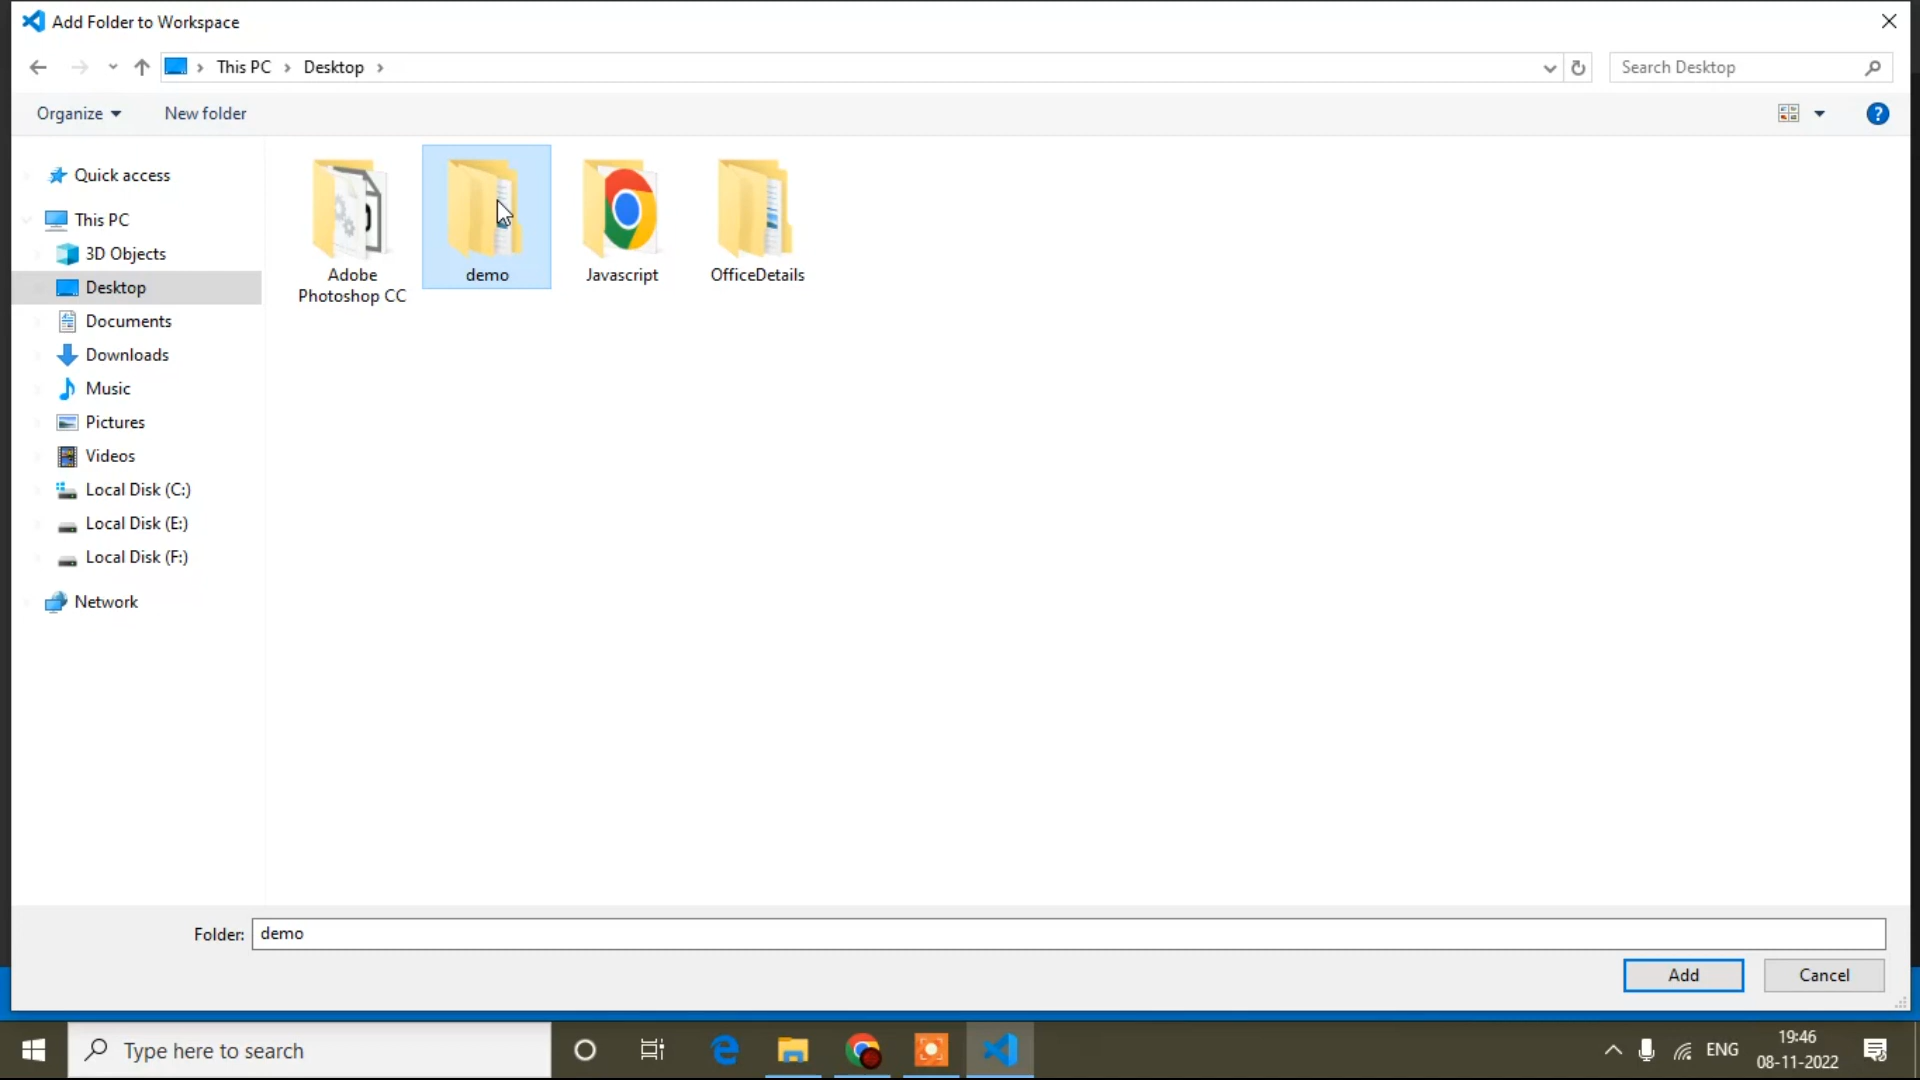 Add Folder to Workspace
This PC
Desktop
Search Desktop
Organize
New folder
?
Quick access
This PC
3D Objects
Desktop
Documents
Downloads
Music
Pictures
Videos
Local Disk (C:)
Local Disk (E:)
Local Disk (F:)
Network
Adobe
Photoshop CC
demo
Javascript
OfficeDetails
Folder:
demo
Add
Cancel
Type here to search
ENG
19:46
08-11-2022